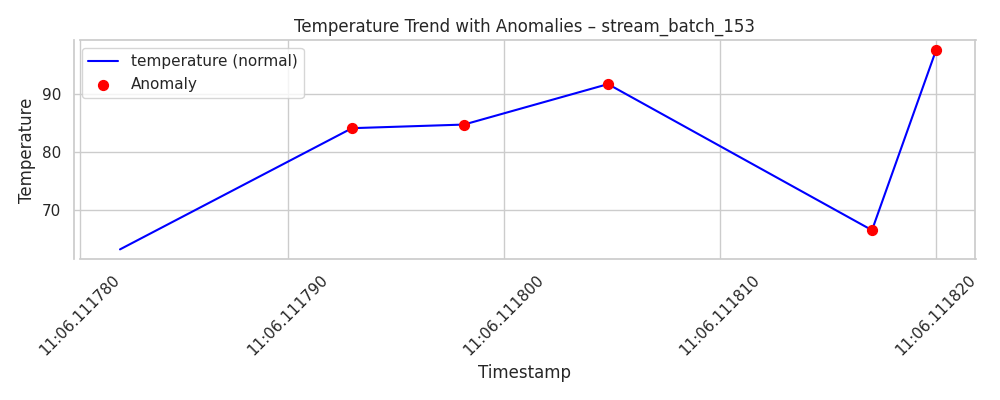 Temperature Trend with Anomalies – stream_batch_153
temperature (normal)
Anomaly
Temperature
90
80
70
11:06.111780
11:06.111790
11:06.111800
11:06.111810
11:06.111820
Timestamp